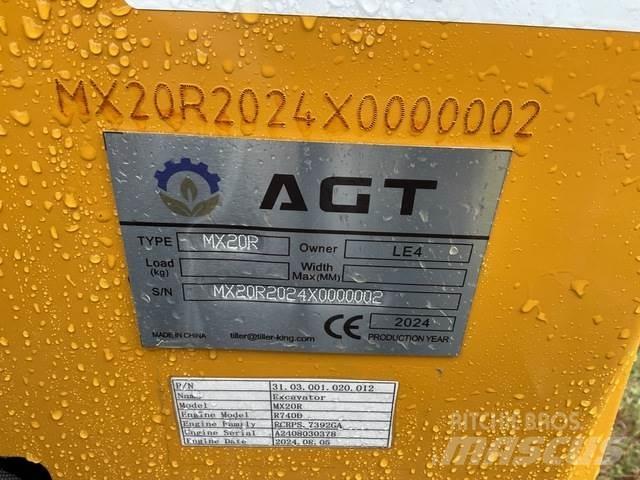 MX20R2024X0000002
AGT
TYPE MX20R Owner LE4
Load (kg) Width Max(MM)
S/N MX20R2024X0000002
CE 2024
MADE IN CHINA tiller@tiller-king.com PRODUCTION YEAR
P/N 31.03.001.020.012
Name Excavator
Model MX20R
Engine Model R740D
Engine Family RCRPS.7392GA
Engine Serial A2408030378
Engine Date 2024.08.05
RITCHIE BROS
mascus